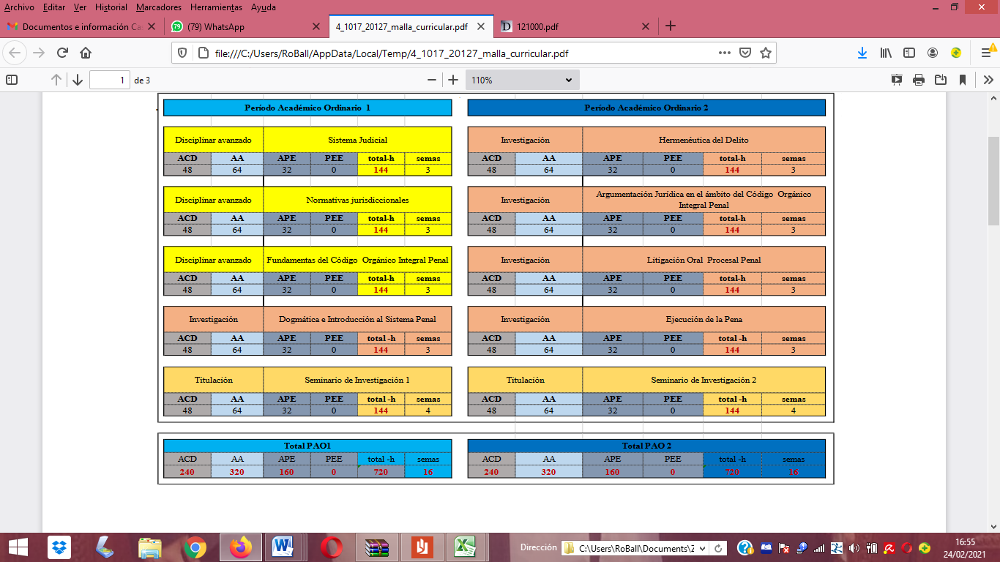 Archivo Editar Ver Historial Marcadores Herramientas Ayuda
Documentos e información Ca
(79) WhatsApp
4_1017_20127_malla_curricular.pdf
121000.pdf
file:///C:/Users/RoBall/AppData/Local/Temp/4_1017_20127_malla_curricular.pdf
1 de 3
110%
Período Académico Ordinario 1
Disciplinar avanzado Sistema Judicial
ACD AA APE PEE total-h semas
48 64 32 0 144 3
Disciplinar avanzado Normativas jurisdiccionales
ACD AA APE PEE total-h semas
48 64 32 0 144 3
Disciplinar avanzado Fundamentas del Código Orgánico Integral Penal
ACD AA APE PEE total-h semas
48 64 32 0 144 3
Investigación Dogmática e Introducción al Sistema Penal
ACD AA APE PEE total -h semas
48 64 32 0 144 3
Titulación Seminario de Investigación 1
ACD AA APE PEE total -h semas
48 64 32 0 144 4
Total PAO1
ACD AA APE PEE total -h semas
240 320 160 0 720 16
Período Académico Ordinario 2
Investigación Hermenéutica del Delito
ACD AA APE PEE total-h semas
48 64 32 0 144 3
Investigación Argumentación Jurídica en el ámbito del Código Orgánico
Integral Penal
ACD AA APE PEE total-h semas
48 64 32 0 144 3
Investigación Litigación Oral Procesal Penal
ACD AA APE PEE total-h semas
48 64 32 0 144 3
Investigación Ejecución de la Pena
ACD AA APE PEE total -h semas
48 64 32 0 144 3
Titulación Seminario de Investigación 2
ACD AA APE PEE total -h semas
48 64 32 0 144 4
Total PAO 2
ACD AA APE PEE total -h semas
240 320 160 0 720 16
Dirección C:\Users\RoBall\Documents\Z
16:55
24/02/2021